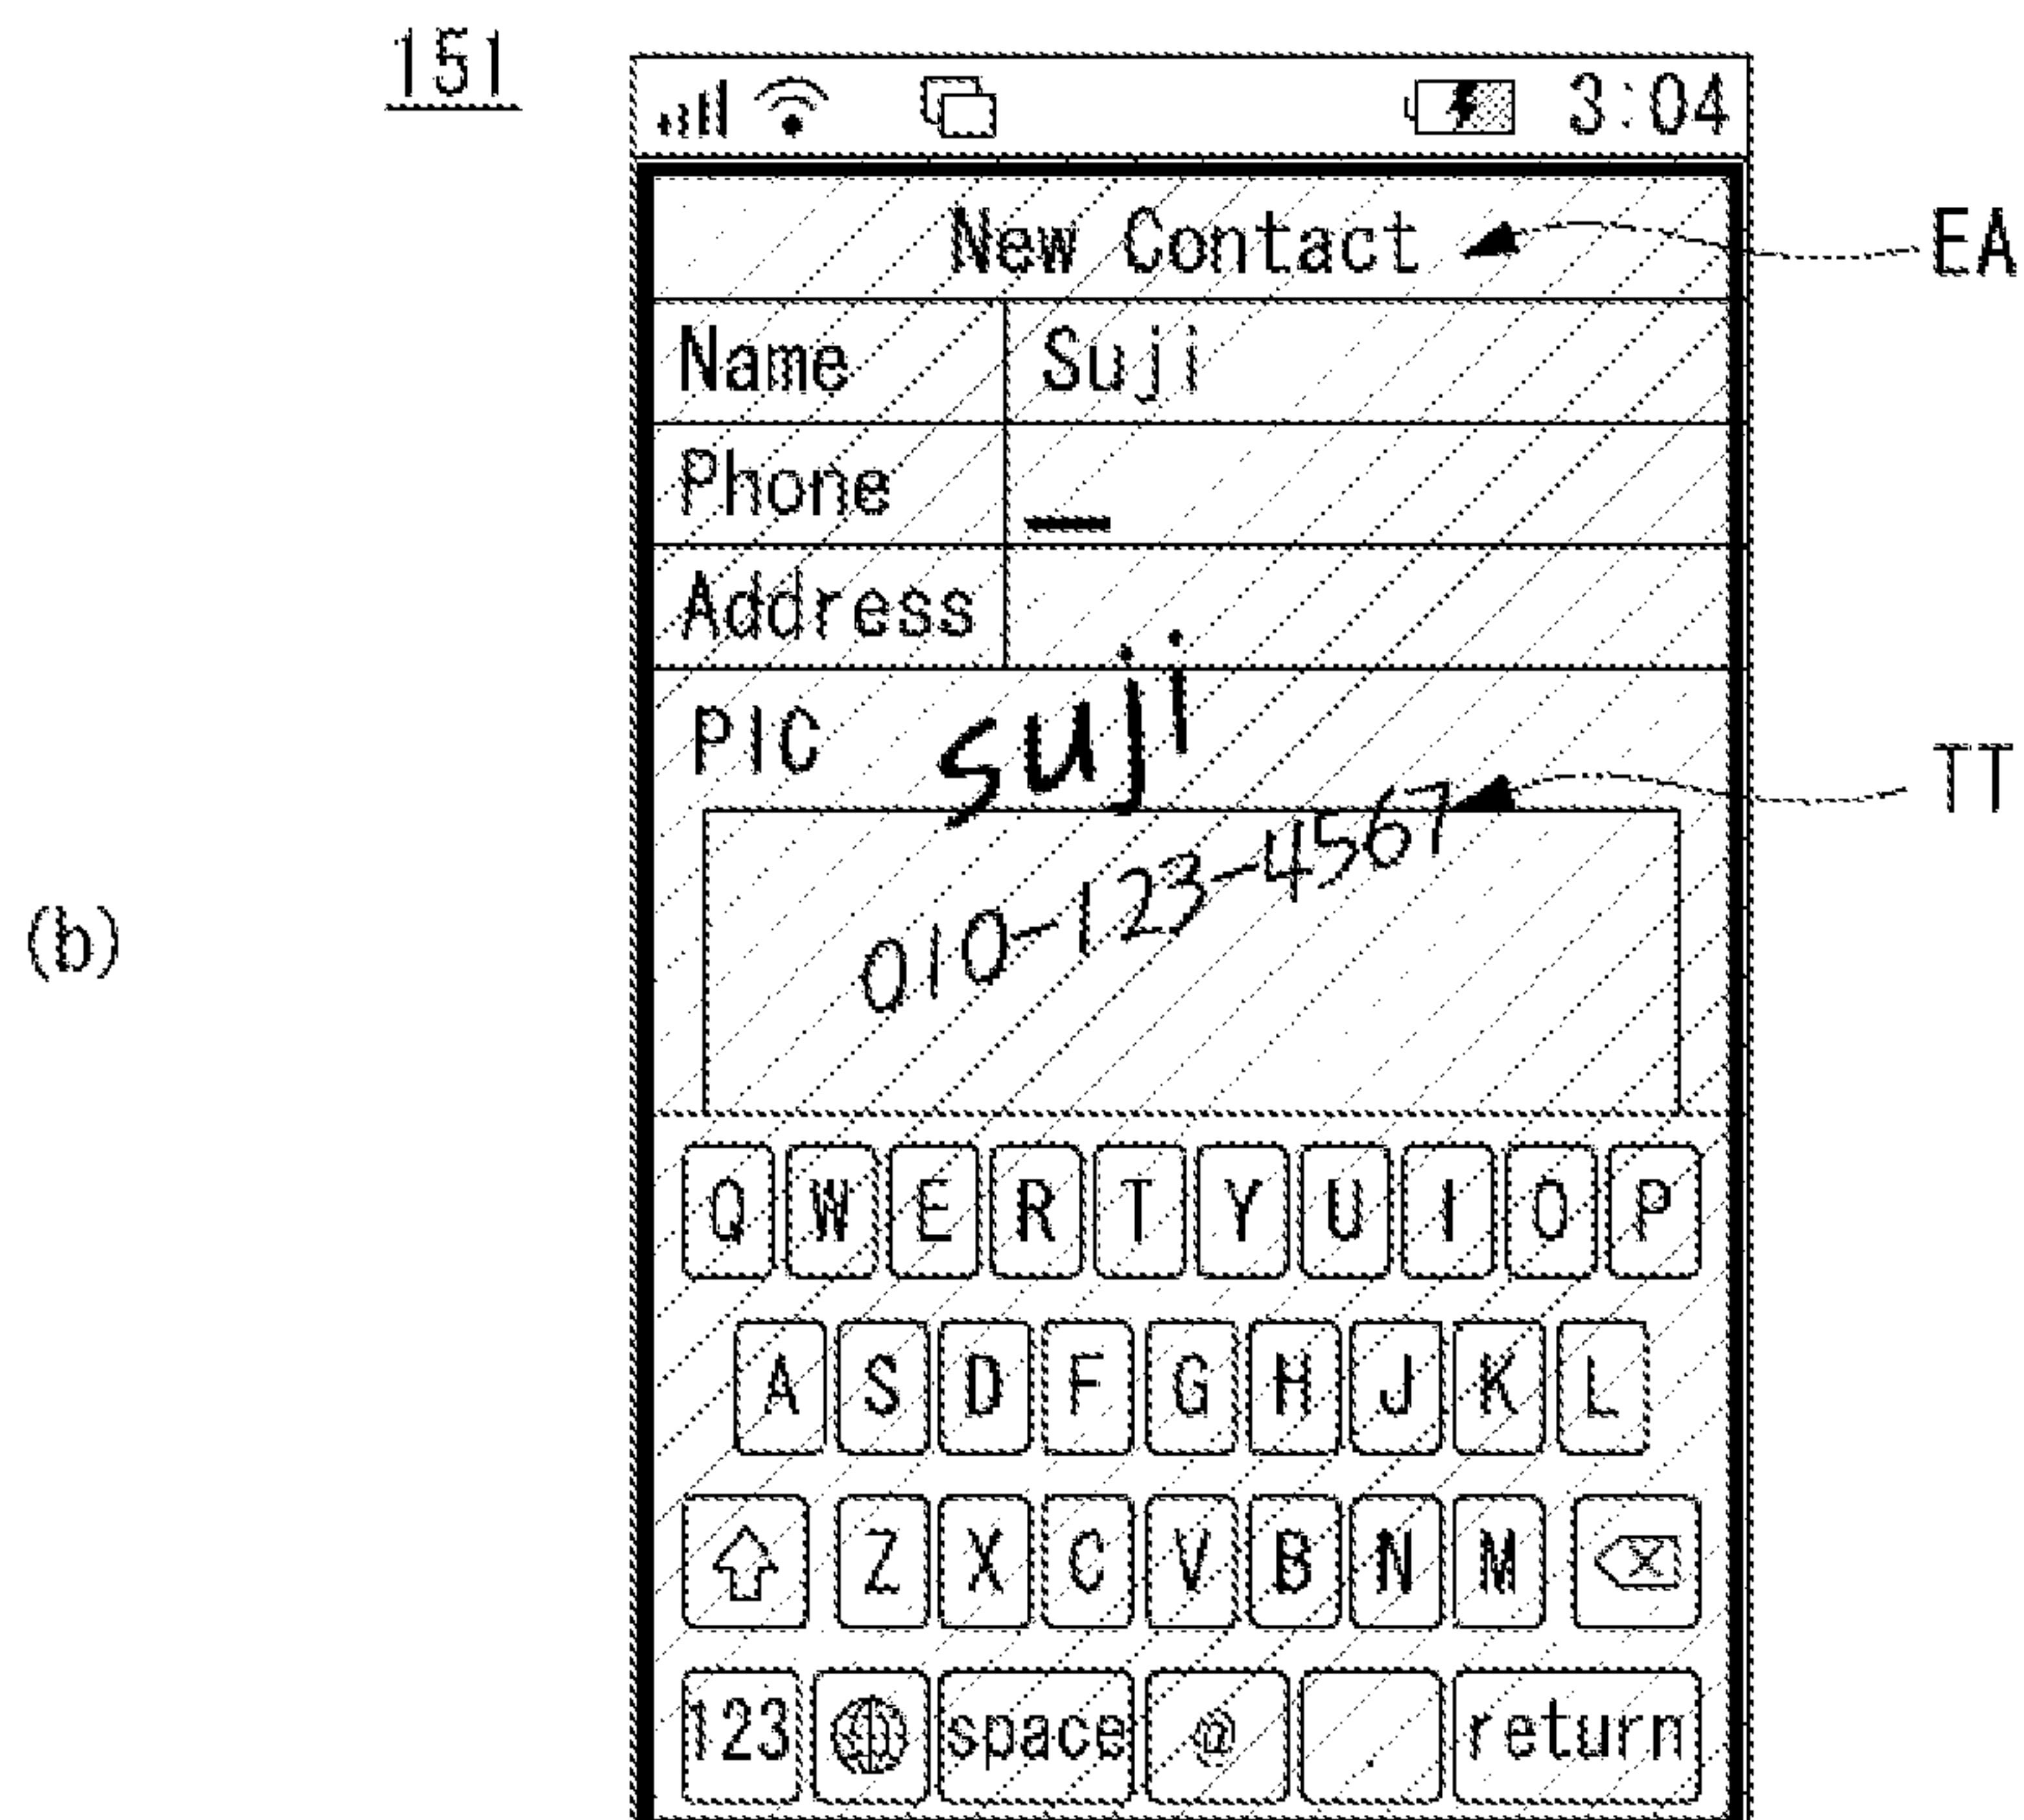 151
3:04
New Contact
EA
Name Suji
Phone
Address
PIC
suji
TT
010-123-4567
(b)
Q W E R T Y U I O P
A S D F G H J K L
Z X C V B N M
123 space @ . return